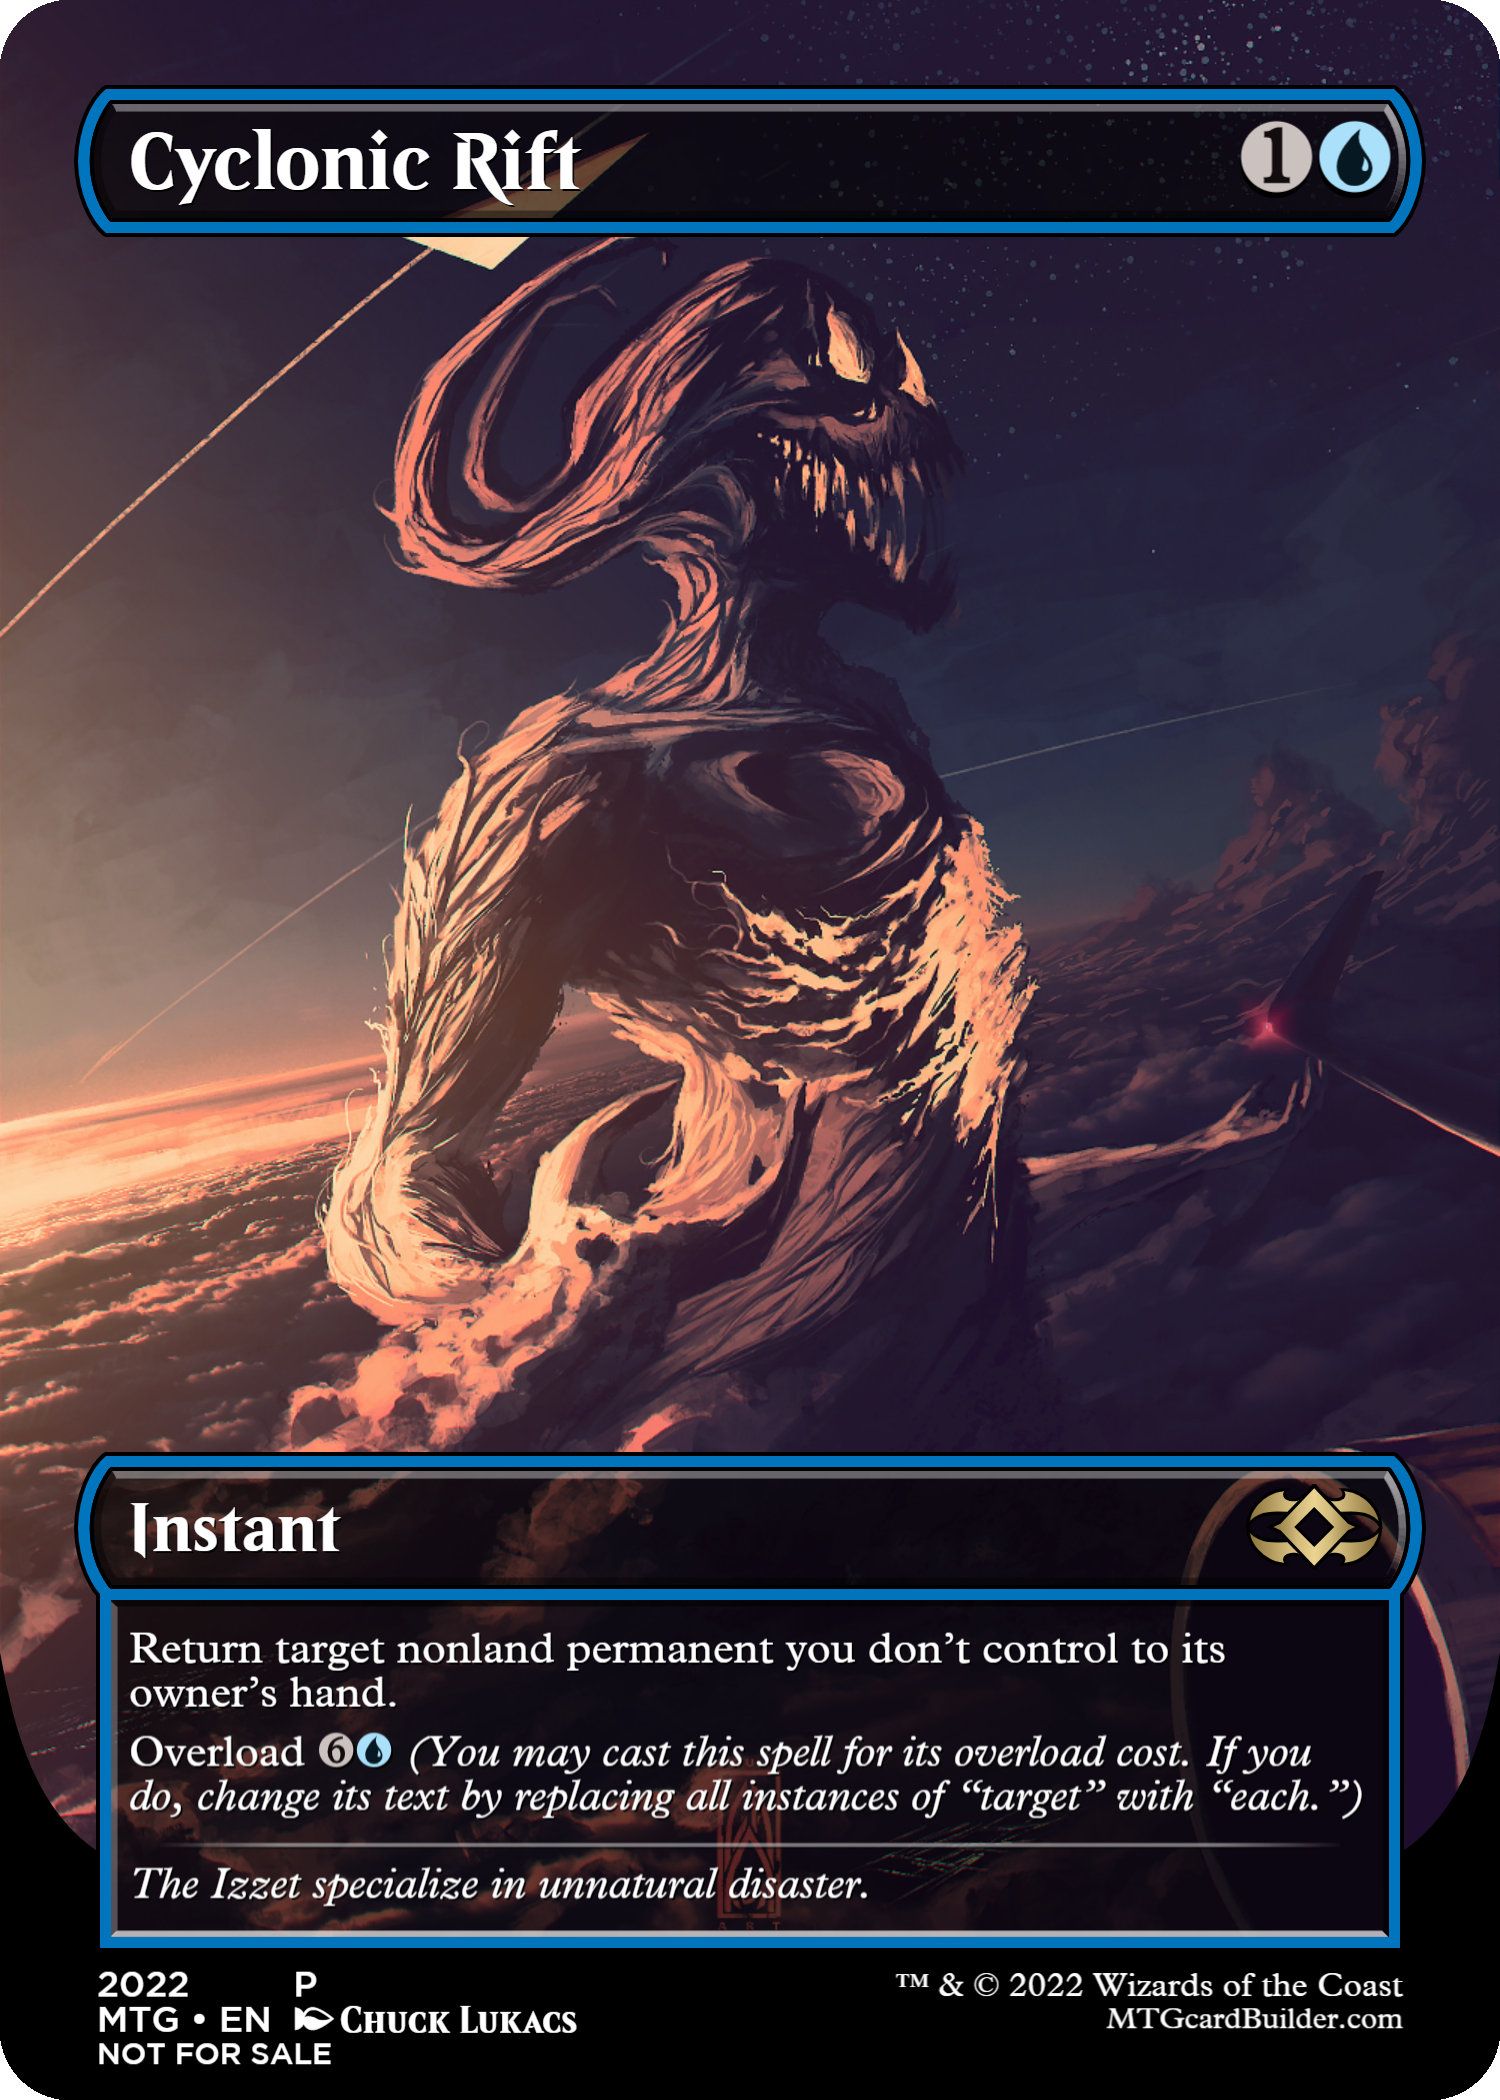 Cyclonic Rift 1
Instant
Return target nonland permanent you don't control to its
owner's hand.
Overload 6 (You may cast this spell for its overload cost. If you
do, change its text by replacing all instances of “target” with “each.”)
The Izzet specialize in unnatural disaster.
ART
2022 P
MTG • EN CHUCK LUKACS
NOT FOR SALE
™ & © 2022 Wizards of the Coast
MTGcardBuilder.com